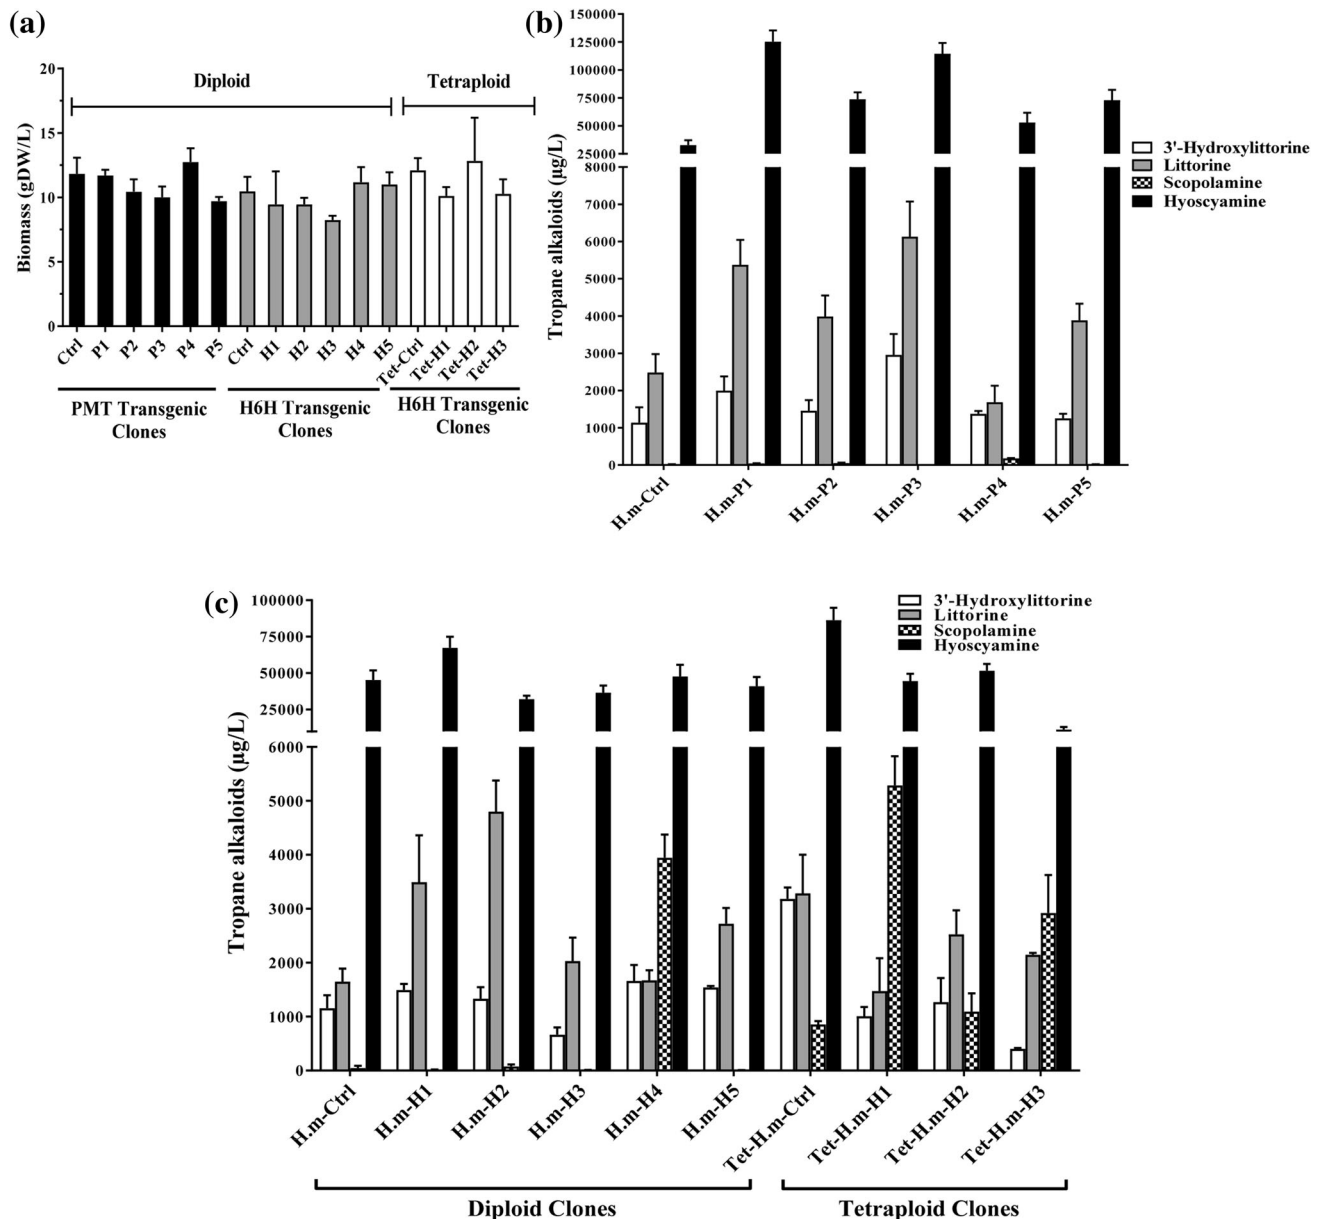 (a)
Biomass (gDW/L)
20
15
10
5
0
Diploid
Tetraploid
Ctrl
P1
P2
P3
P4
P5
Ctrl
H1
H2
H3
H4
H5
Tet-Ctrl
Tet-H1
Tet-H2
Tet-H3
PMT Transgenic
Clones
H6H Transgenic
Clones
H6H Transgenic
Clones
(b)
Tropane alkaloids (µg/L)
150000
125000
100000
75000
50000
25000
8000
7000
6000
5000
4000
3000
2000
1000
0
H.m-Ctrl
H.m-P1
H.m-P2
H.m-P3
H.m-P4
H.m-P5
3'-Hydroxylittorine
Littorine
Scopolamine
Hyoscyamine
(c)
Tropane alkaloids (µg/L)
100000
75000
50000
25000
6000
5000
4000
3000
2000
1000
0
3'-Hydroxylittorine
Littorine
Scopolamine
Hyoscyamine
H.m-Ctrl
H.m-H1
H.m-H2
H.m-H3
H.m-H4
H.m-H5
Tet-H.m-Ctrl
Tet-H.m-H1
Tet-H.m-H2
Tet-H.m-H3
Diploid Clones
Tetraploid Clones